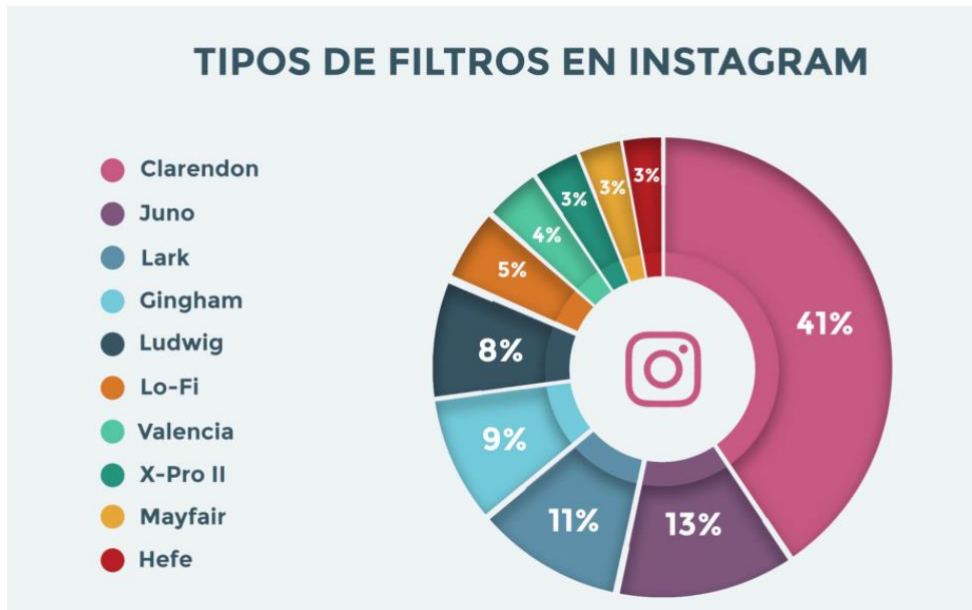 TIPOS DE FILTROS EN INSTAGRAM
Clarendon
Juno
Lark
Gingham
Ludwig
Lo-Fi
Valencia
X-Pro II
Mayfair
Hefe
41%
13%
11%
9%
8%
5%
4%
3%
3%
3%